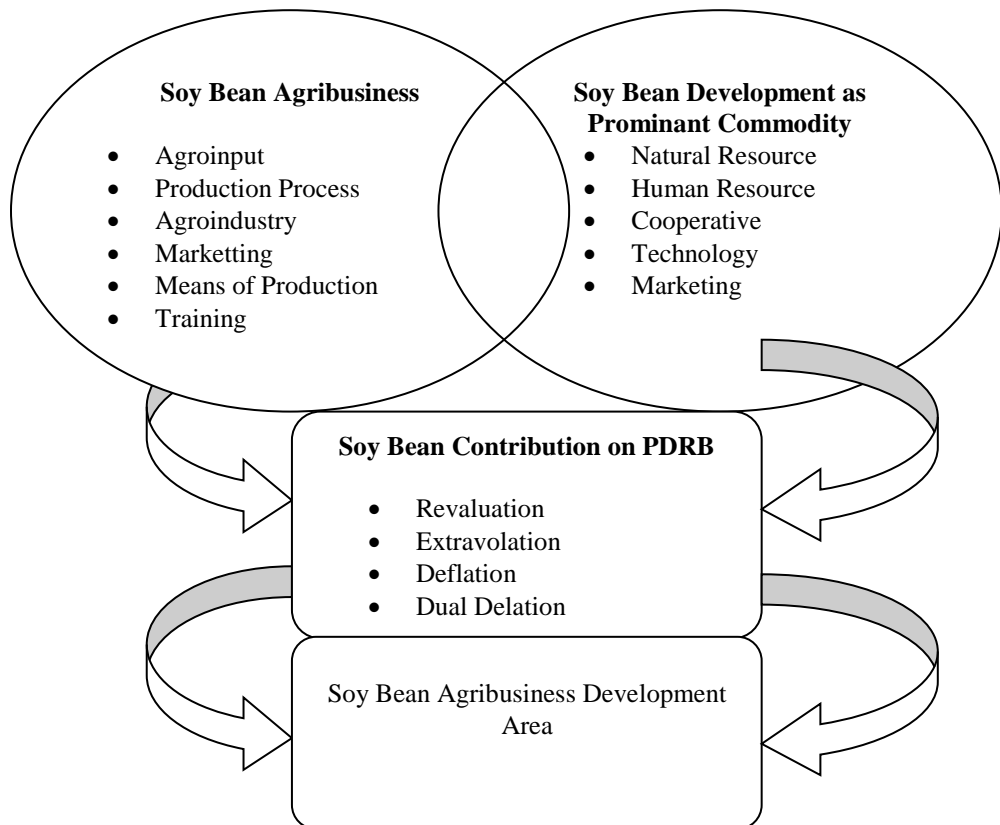 Soy Bean Agribusiness
• Agroinput
• Production Process
• Agroindustry
• Marketting
• Means of Production
• Training
Soy Bean Development as
Prominant Commodity
• Natural Resource
• Human Resource
• Cooperative
• Technology
• Marketing
Soy Bean Contribution on PDRB
• Revaluation
• Extravolation
• Deflation
• Dual Delation
Soy Bean Agribusiness Development
Area